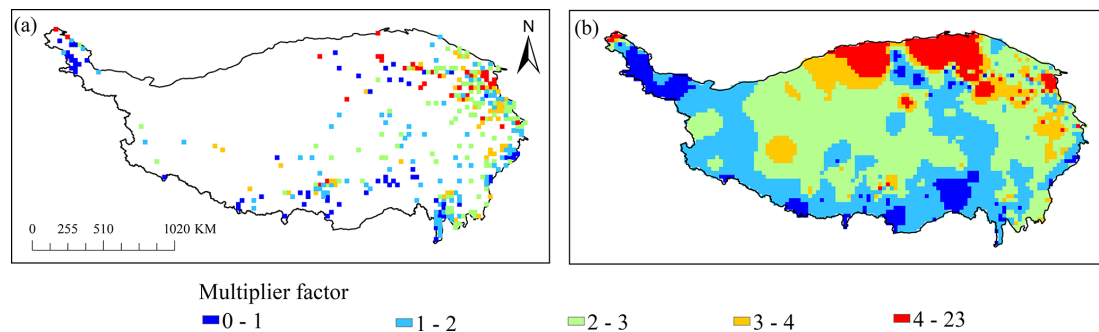 (a)
N
(b)
0 255 510 1020 KM
Multiplier factor
0 - 1 1 - 2 2 - 3 3 - 4 4 - 23